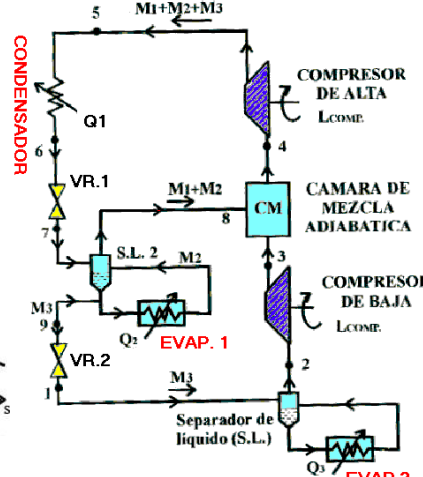 M1+M2+M3
5
CONDENSADOR
Q1
COMPRESOR
DE ALTA
LCOMP.
6
4
VR.1
M1+M2
8
CM
CAMARA DE
MEZCLA
ADIABATICA
7
S.L. 2
M2
3
M3
9
Q2
EVAP. 1
COMPRESOR
DE BAJA
LCOMP.
VR.2
2
1
M3
S
Separador de
liquido (S.L.)
Q3
EVAP.2